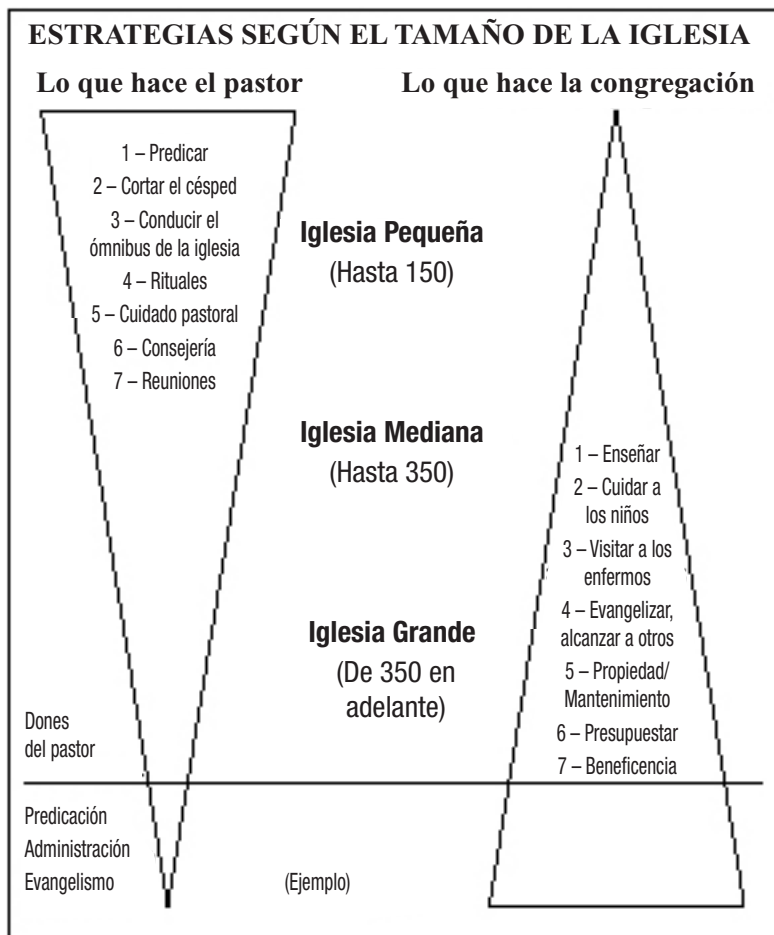 ESTRATEGIAS SEGÚN EL TAMAÑO DE LA IGLESIA
Lo que hace el pastor
1 – Predicar
2 – Cortar el césped
3 – Conducir el
ómnibus de la iglesia
4 – Rituales
5 – Cuidado pastoral
6 – Consejería
7 – Reuniones
Iglesia Pequeña
(Hasta 150)
Iglesia Mediana
(Hasta 350)
Iglesia Grande
(De 350 en
adelante)
Lo que hace la congregación
1 – Enseñar
2 – Cuidar a
los niños
3 – Visitar a los
enfermos
4 – Evangelizar,
alcanzar a otros
5 – Propiedad/
Mantenimiento
6 – Presupuestar
7 – Beneficencia
Dones
del pastor
Predicación
Administración
Evangelismo
(Ejemplo)